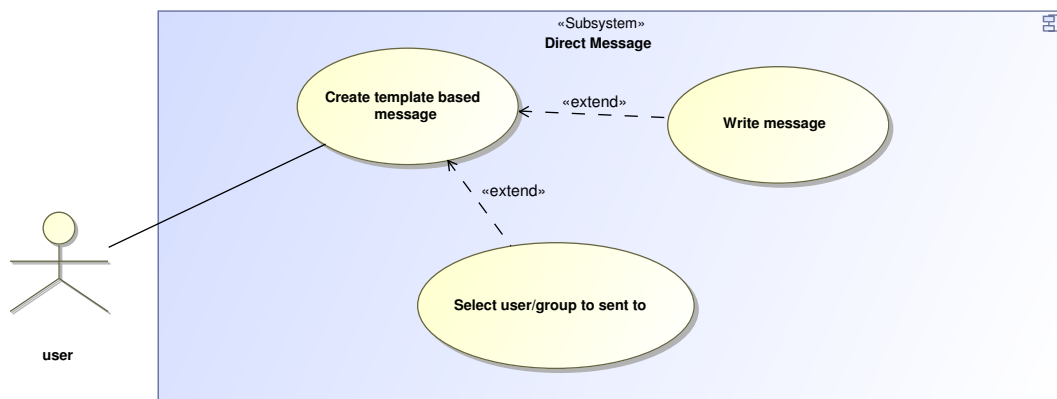 «Subsystem»
Direct Message
Create template based
message
«extend»
Write message
«extend»
Select user/group to sent to
user